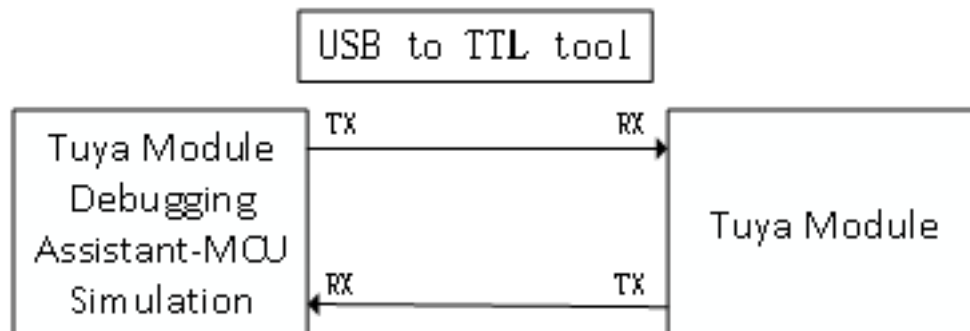 USB to TTL tool
TX
RX
Tuya Module
Debugging
Assistant-MCU
Simulation
Tuya Module
RX
TX